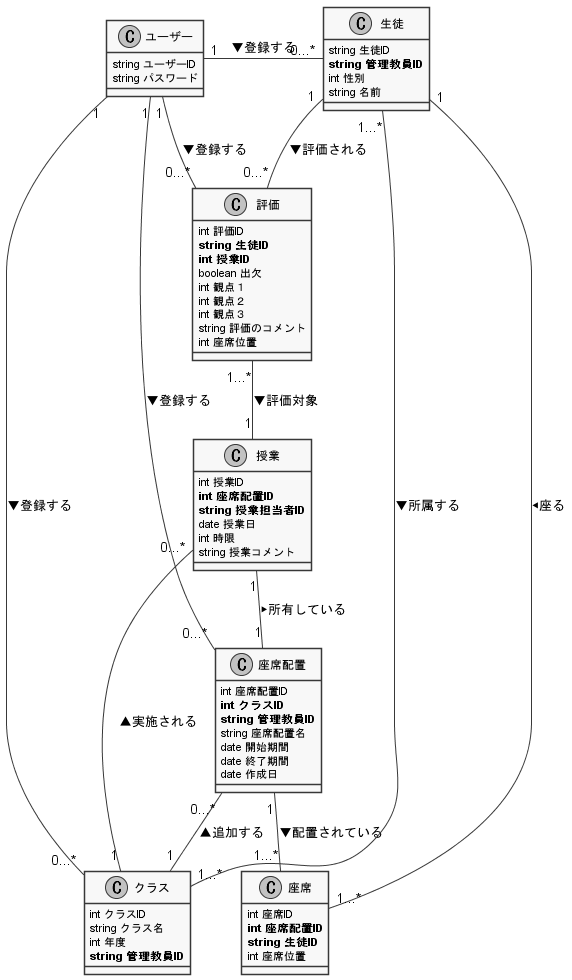 C ユーザー
string ユーザーID
string パスワード
C 生徒
string 生徒ID
string 管理教員ID
int 性別
string 名前
1 ▼登録する 0...*
1
1
1
1
1...*
1
▼登録する
▼評価される
0...*
0...*
C 評価
int 評価ID
string 生徒ID
int 授業ID
boolean 出欠
int 観点１
int 観点２
int 観点３
string 評価のコメント
int 座席位置
1...*
▼登録する
▼評価対象
1
C 授業
int 授業ID
int 座席配置ID
string 授業担当者ID
date 授業日
int 時限
string 授業コメント
▼登録する
▼所属する
◄座る
0...*
1
►所有している
0...*
1
C 座席配置
int 座席配置ID
int クラスID
string 管理教員ID
string 座席配置名
date 開始期間
date 終了期間
date 作成日
▲実施される
0...*
1
▲追加する
▼配置されている
0...*
1
1
1...*
1...*
1...*
C クラス
int クラスID
string クラス名
int 年度
string 管理教員ID
C 座席
int 座席ID
int 座席配置ID
string 生徒ID
int 座席位置